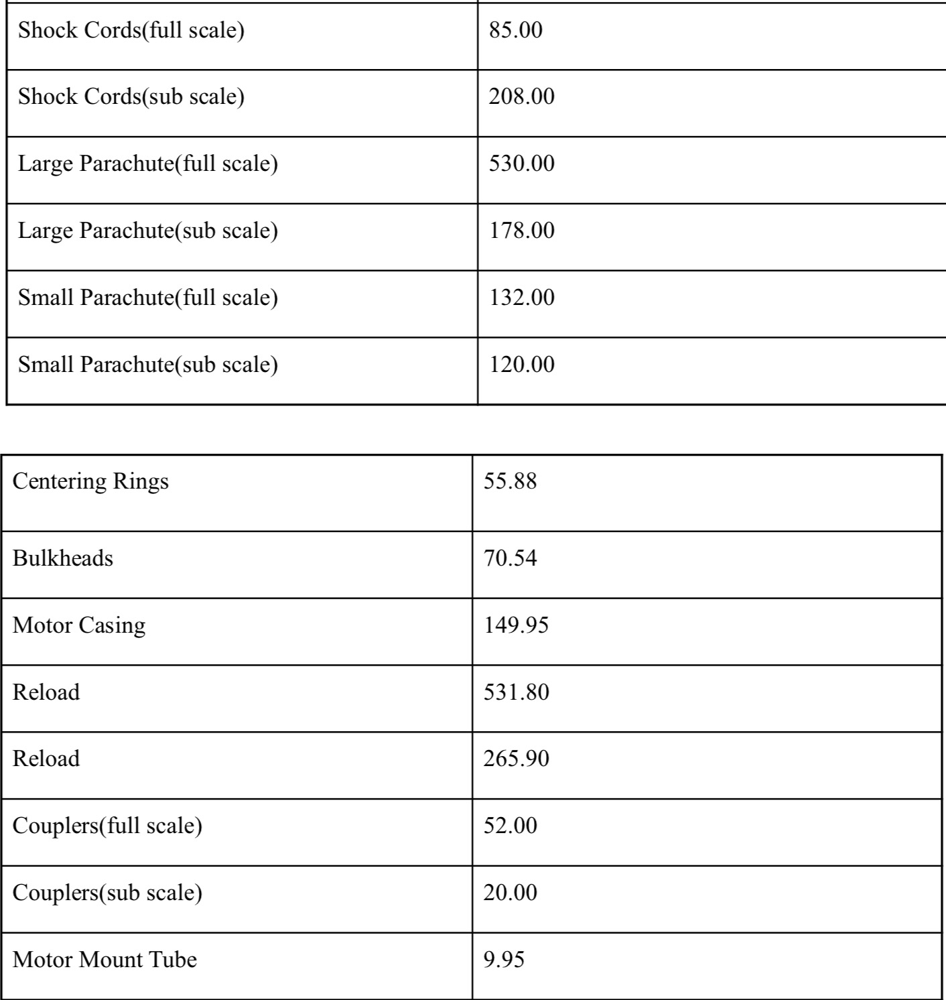 Shock Cords(full scale) 85.00
Shock Cords(sub scale) 208.00
Large Parachute(full scale) 530.00
Large Parachute(sub scale) 178.00
Small Parachute(full scale) 132.00
Small Parachute(sub scale) 120.00
Centering Rings 55.88
Bulkheads 70.54
Motor Casing 149.95
Reload 531.80
Reload 265.90
Couplers(full scale) 52.00
Couplers(sub scale) 20.00
Motor Mount Tube 9.95